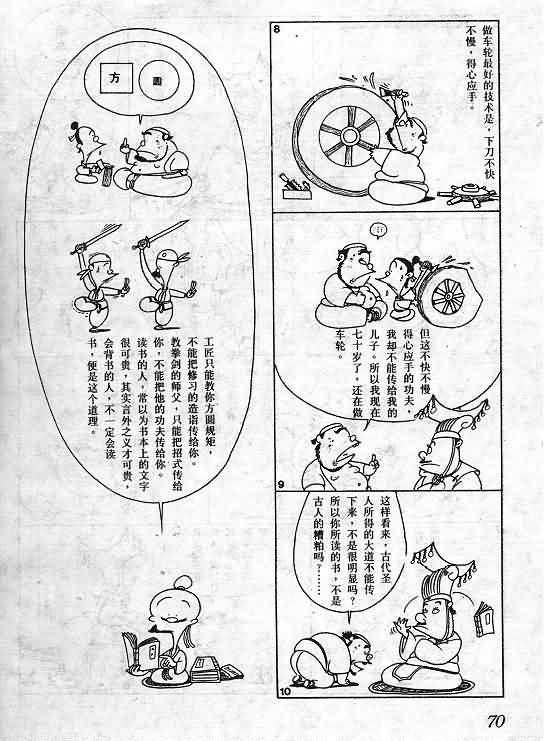 8
做车轮最好的技术是，下刀不快
不慢，得心应手。
但这不快不慢
得心应手的功夫，
我却不能传给我的
儿子。所以我现在
七十岁了，还在做
车轮。
9
这样看来，古代圣
人所得的大道不能传
下来，不是很明显吗？
所以你所读的书，不是
古人的糟粕吗？……
10
方
圆
工匠只能教你方圆规矩，
不能把修习的造诣传给你。
教拳剑的师父，只能把招式传给
你，不能把他的功夫传给你。
读书的人，常以为书本上的文字
很可贵，其实言外之义才可贵，
会背书的人，不一定会读
书，便是这个道理。
70